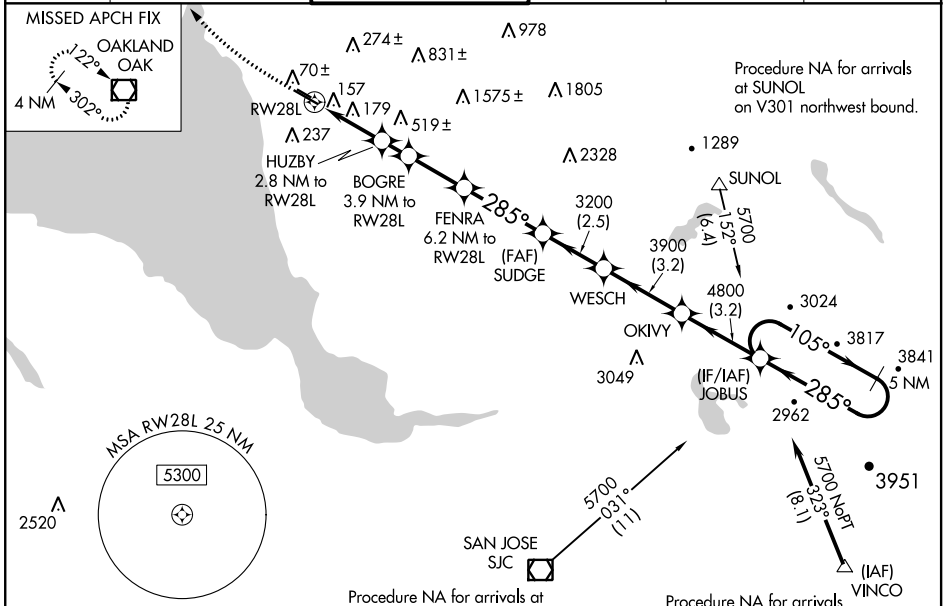 MISSED APCH FIX
OAKLAND
OAK
122°
302°
4 NM
978
274±
831±
70±
157
RW28L
179
1575±
1805
519±
237
2328
1289
Procedure NA for arrivals
at SUNOL
on V301 northwest bound.
HUZBY
2.8 NM to
RW28L
BOGRE
3.9 NM to
RW28L
FENRA
6.2 NM to
RW28L
285°
(FAF)
SUDGE
3200
(2.5)
WESCH
3900
(3.2)
OKIVY
4800
(3.2)
SUNOL
5700
152°
(6.4)
3024
105°
3817
3841
5 NM
285°
(IF/IAF)
JOBUS
3049
2962
3951
MSA RW28L 25 NM
5300
2520
5700
031°
(11)
SAN JOSE
SJC
5700 NoPT
323°
(8.1)
(IAF)
VINCO
Procedure NA for arrivals at
Procedure NA for arrivals